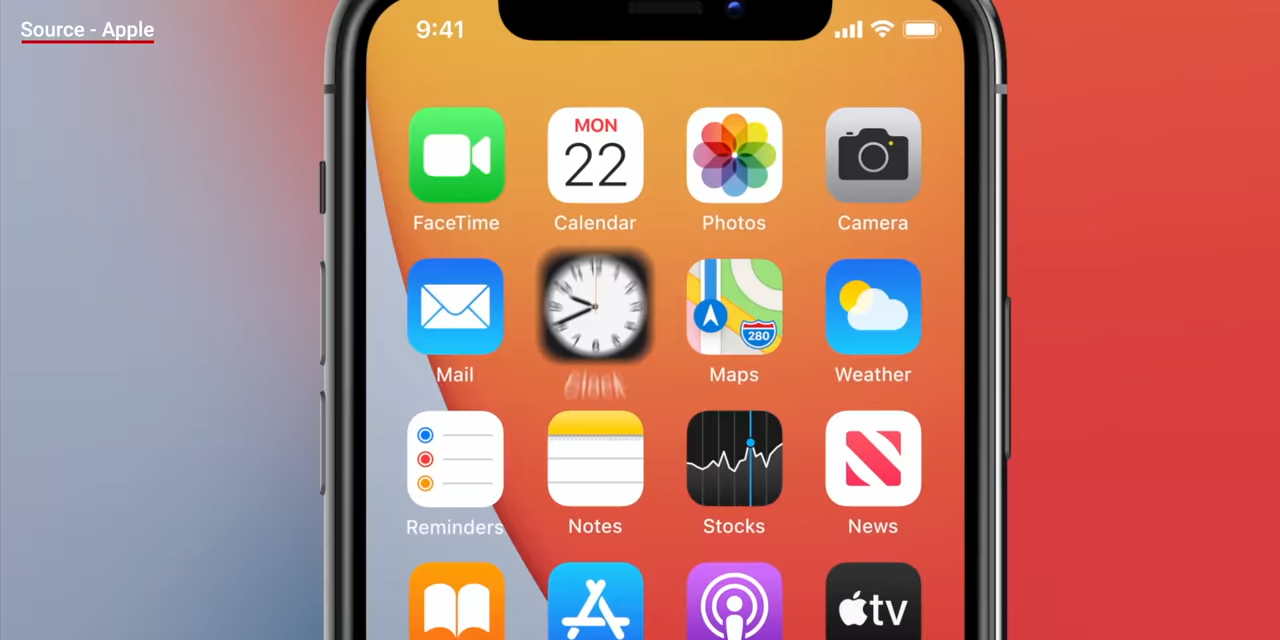 Source - Apple
9:41
MON
22
FaceTime
Calendar
Photos
Camera
280
Mail
Clock
Maps
Weather
Reminders
Notes
Stocks
News
tv